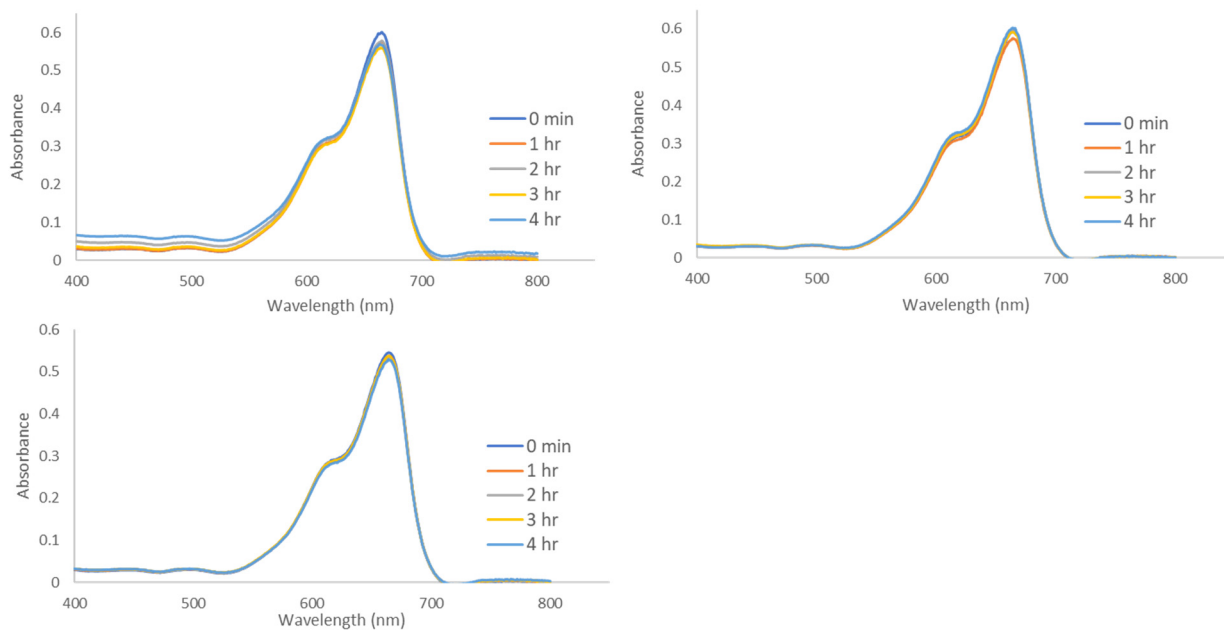 0.6
0.5
0.4
0.3
0.2
0.1
0
Absorbance
400 500 600 700 800
Wavelength (nm)
0 min
1 hr
2 hr
3 hr
4 hr
0.6
0.5
0.4
0.3
0.2
0.1
0
Absorbance
400 500 600 700 800
Wavelength (nm)
0 min
1 hr
2 hr
3 hr
4 hr
0.6
0.5
0.4
0.3
0.2
0.1
0
Absorbance
400 500 600 700 800
Wavelength (nm)
0 min
1 hr
2 hr
3 hr
4 hr